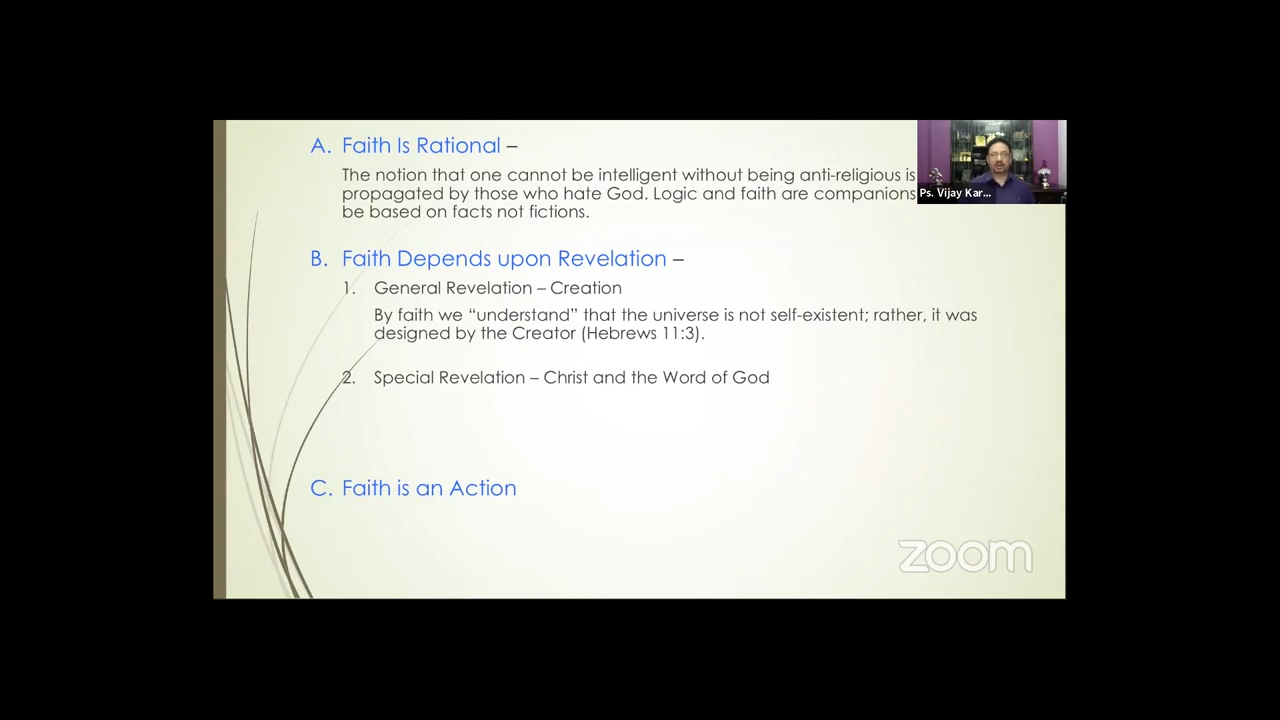 A. Faith Is Rational –
The notion that one cannot be intelligent without being anti-religious is
propagated by those who hate God. Logic and faith are companions
be based on facts not fictions.
Ps. Vijay Kar...
B. Faith Depends upon Revelation –
1. General Revelation – Creation
By faith we “understand” that the universe is not self-existent; rather, it was
designed by the Creator (Hebrews 11:3).
2. Special Revelation – Christ and the Word of God
C. Faith is an Action
zoom